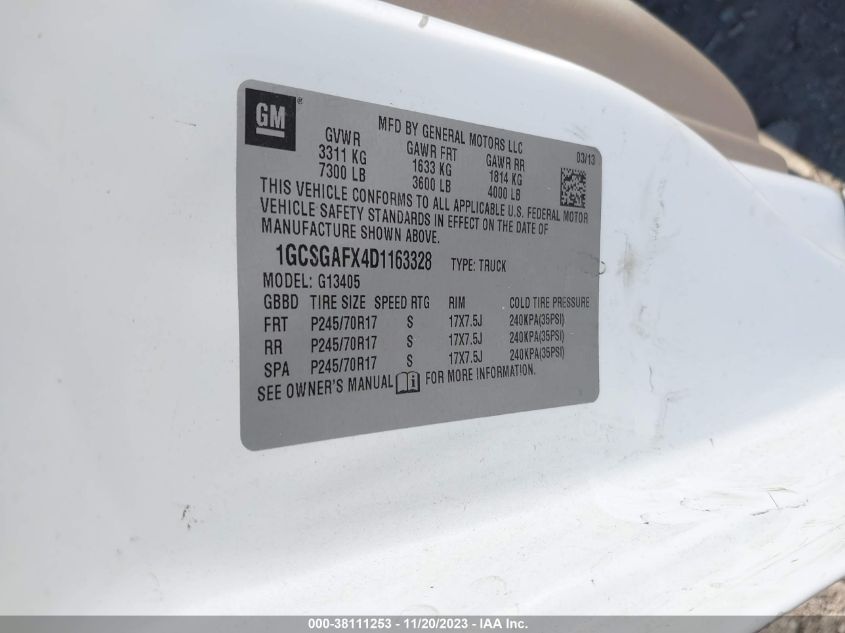 GM ®
MFD BY GENERAL MOTORS LLC
GVWR GAWR FRT GAWR RR 03/13
3311 KG 1633 KG 1814 KG
7300 LB 3600 LB 4000 LB
THIS VEHICLE CONFORMS TO ALL APPLICABLE U.S. FEDERAL MOTOR
VEHICLE SAFETY STANDARDS IN EFFECT ON THE DATE OF
MANUFACTURE SHOWN ABOVE.
1GCSGAFX4D1163328 TYPE: TRUCK
MODEL: G13405
GBBD TIRE SIZE SPEED RTG RIM COLD TIRE PRESSURE
FRT P245/70R17 S 17X7.5J 240KPA(35PSI)
RR P245/70R17 S 17X7.5J 240KPA(35PSI)
SPA P245/70R17 S 17X7.5J 240KPA(35PSI)
SEE OWNER'S MANUAL FOR MORE INFORMATION.
000-38111253 - 11/20/2023 - IAAI.com